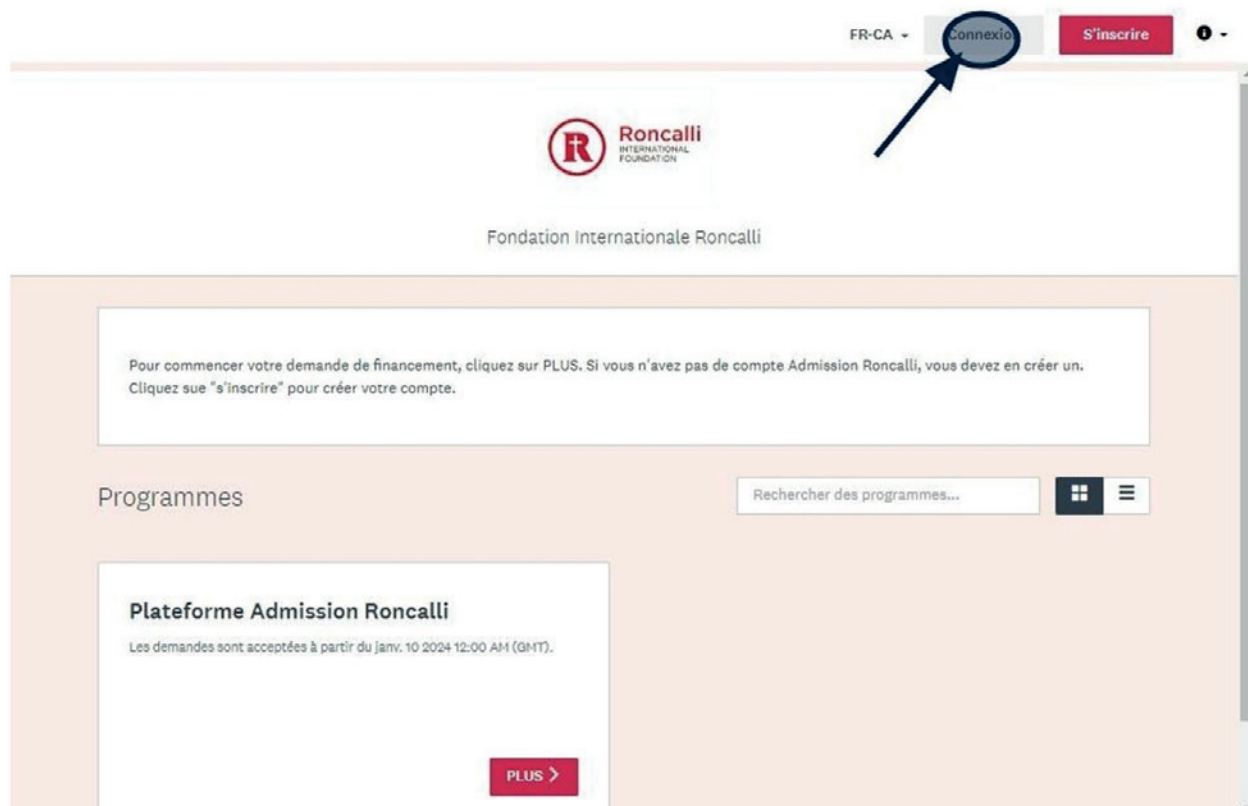 FR-CA
Connexion
S'inscrire
Roncalli
INTERNATIONAL
FOUNDATION
Fondation Internationale Roncalli
Pour commencer votre demande de financement, cliquez sur PLUS. Si vous n'avez pas de compte Admission Roncalli, vous devez en créer un.
Cliquez sue "s'inscrire" pour créer votre compte.
Programmes
Rechercher des programmes...
Plateforme Admission Roncalli
Les demandes sont acceptées à partir du janv. 10 2024 12:00 AM (GMT).
PLUS